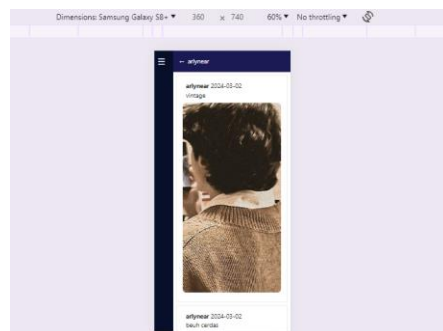 Dimensions: Samsung Galaxy S8+ ▼ 360 x 740 60% ▼ No throttling ▼
← arlynear
arlynear 2024-03-02
vintage
arlynear 2024-03-02
beuh cerdas